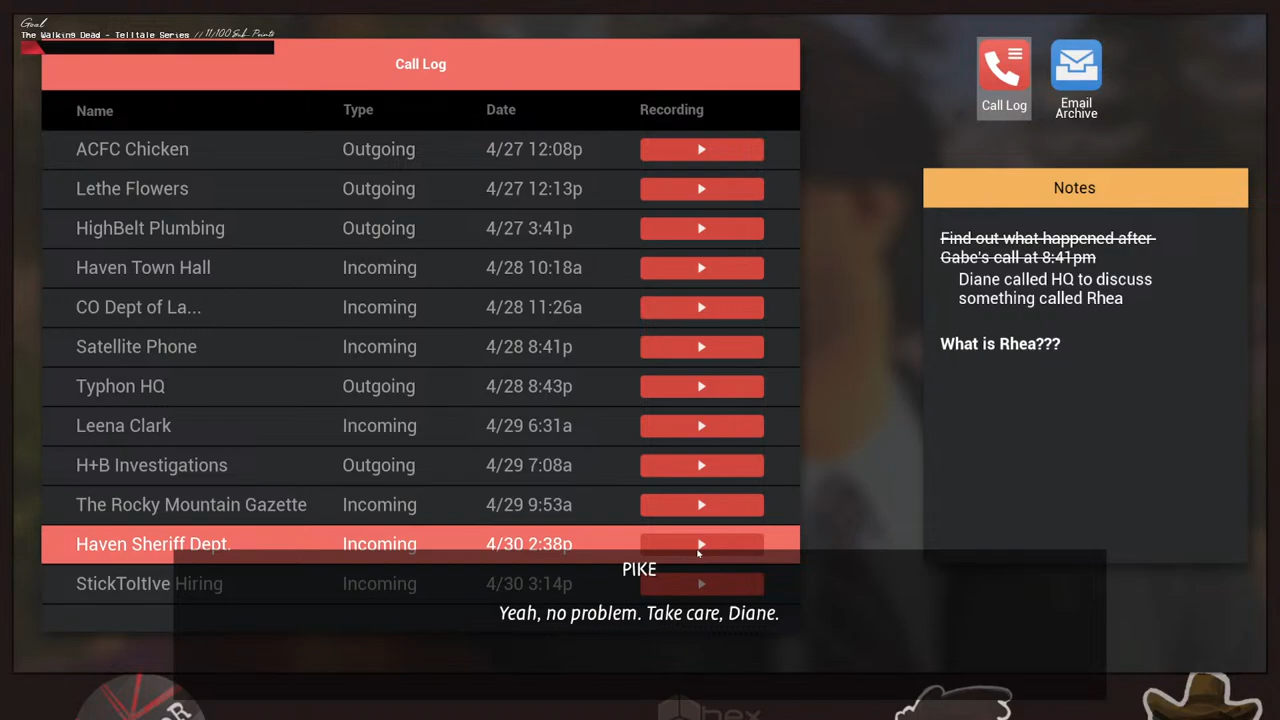 Goal
The Walking Dead - Telltale Series // 11/100 Sub Points
Call Log
Name Type Date Recording
ACFC Chicken Outgoing 4/27 12:08p
Lethe Flowers Outgoing 4/27 12:13p
HighBelt Plumbing Outgoing 4/27 3:41p
Haven Town Hall Incoming 4/28 10:18a
CO Dept of La... Incoming 4/28 11:26a
Satellite Phone Incoming 4/28 8:41p
Typhon HQ Outgoing 4/28 8:43p
Leena Clark Incoming 4/29 6:31a
H+B Investigations Outgoing 4/29 7:08a
The Rocky Mountain Gazette Incoming 4/29 9:53a
Haven Sheriff Dept. Incoming 4/30 2:38p
StickToItIve Hiring Incoming 4/30 3:14p
Call Log
Email
Archive
Notes
Find out what happened after
Gabe's call at 8:41pm
Diane called HQ to discuss
something called Rhea
What is Rhea???
PIKE
Yeah, no problem. Take care, Diane.
hex